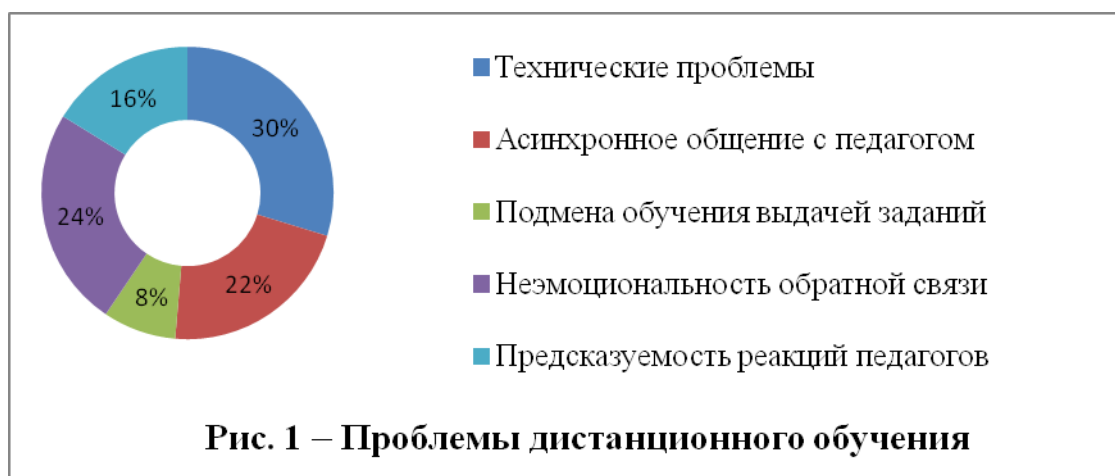 16%
30%
24%
22%
8%
Технические проблемы
Асинхронное общение с педагогом
Подмена обучения выдачей заданий
Неэмоциональность обратной связи
Предсказуемость реакций педагогов
Рис. 1 – Проблемы дистанционного обучения